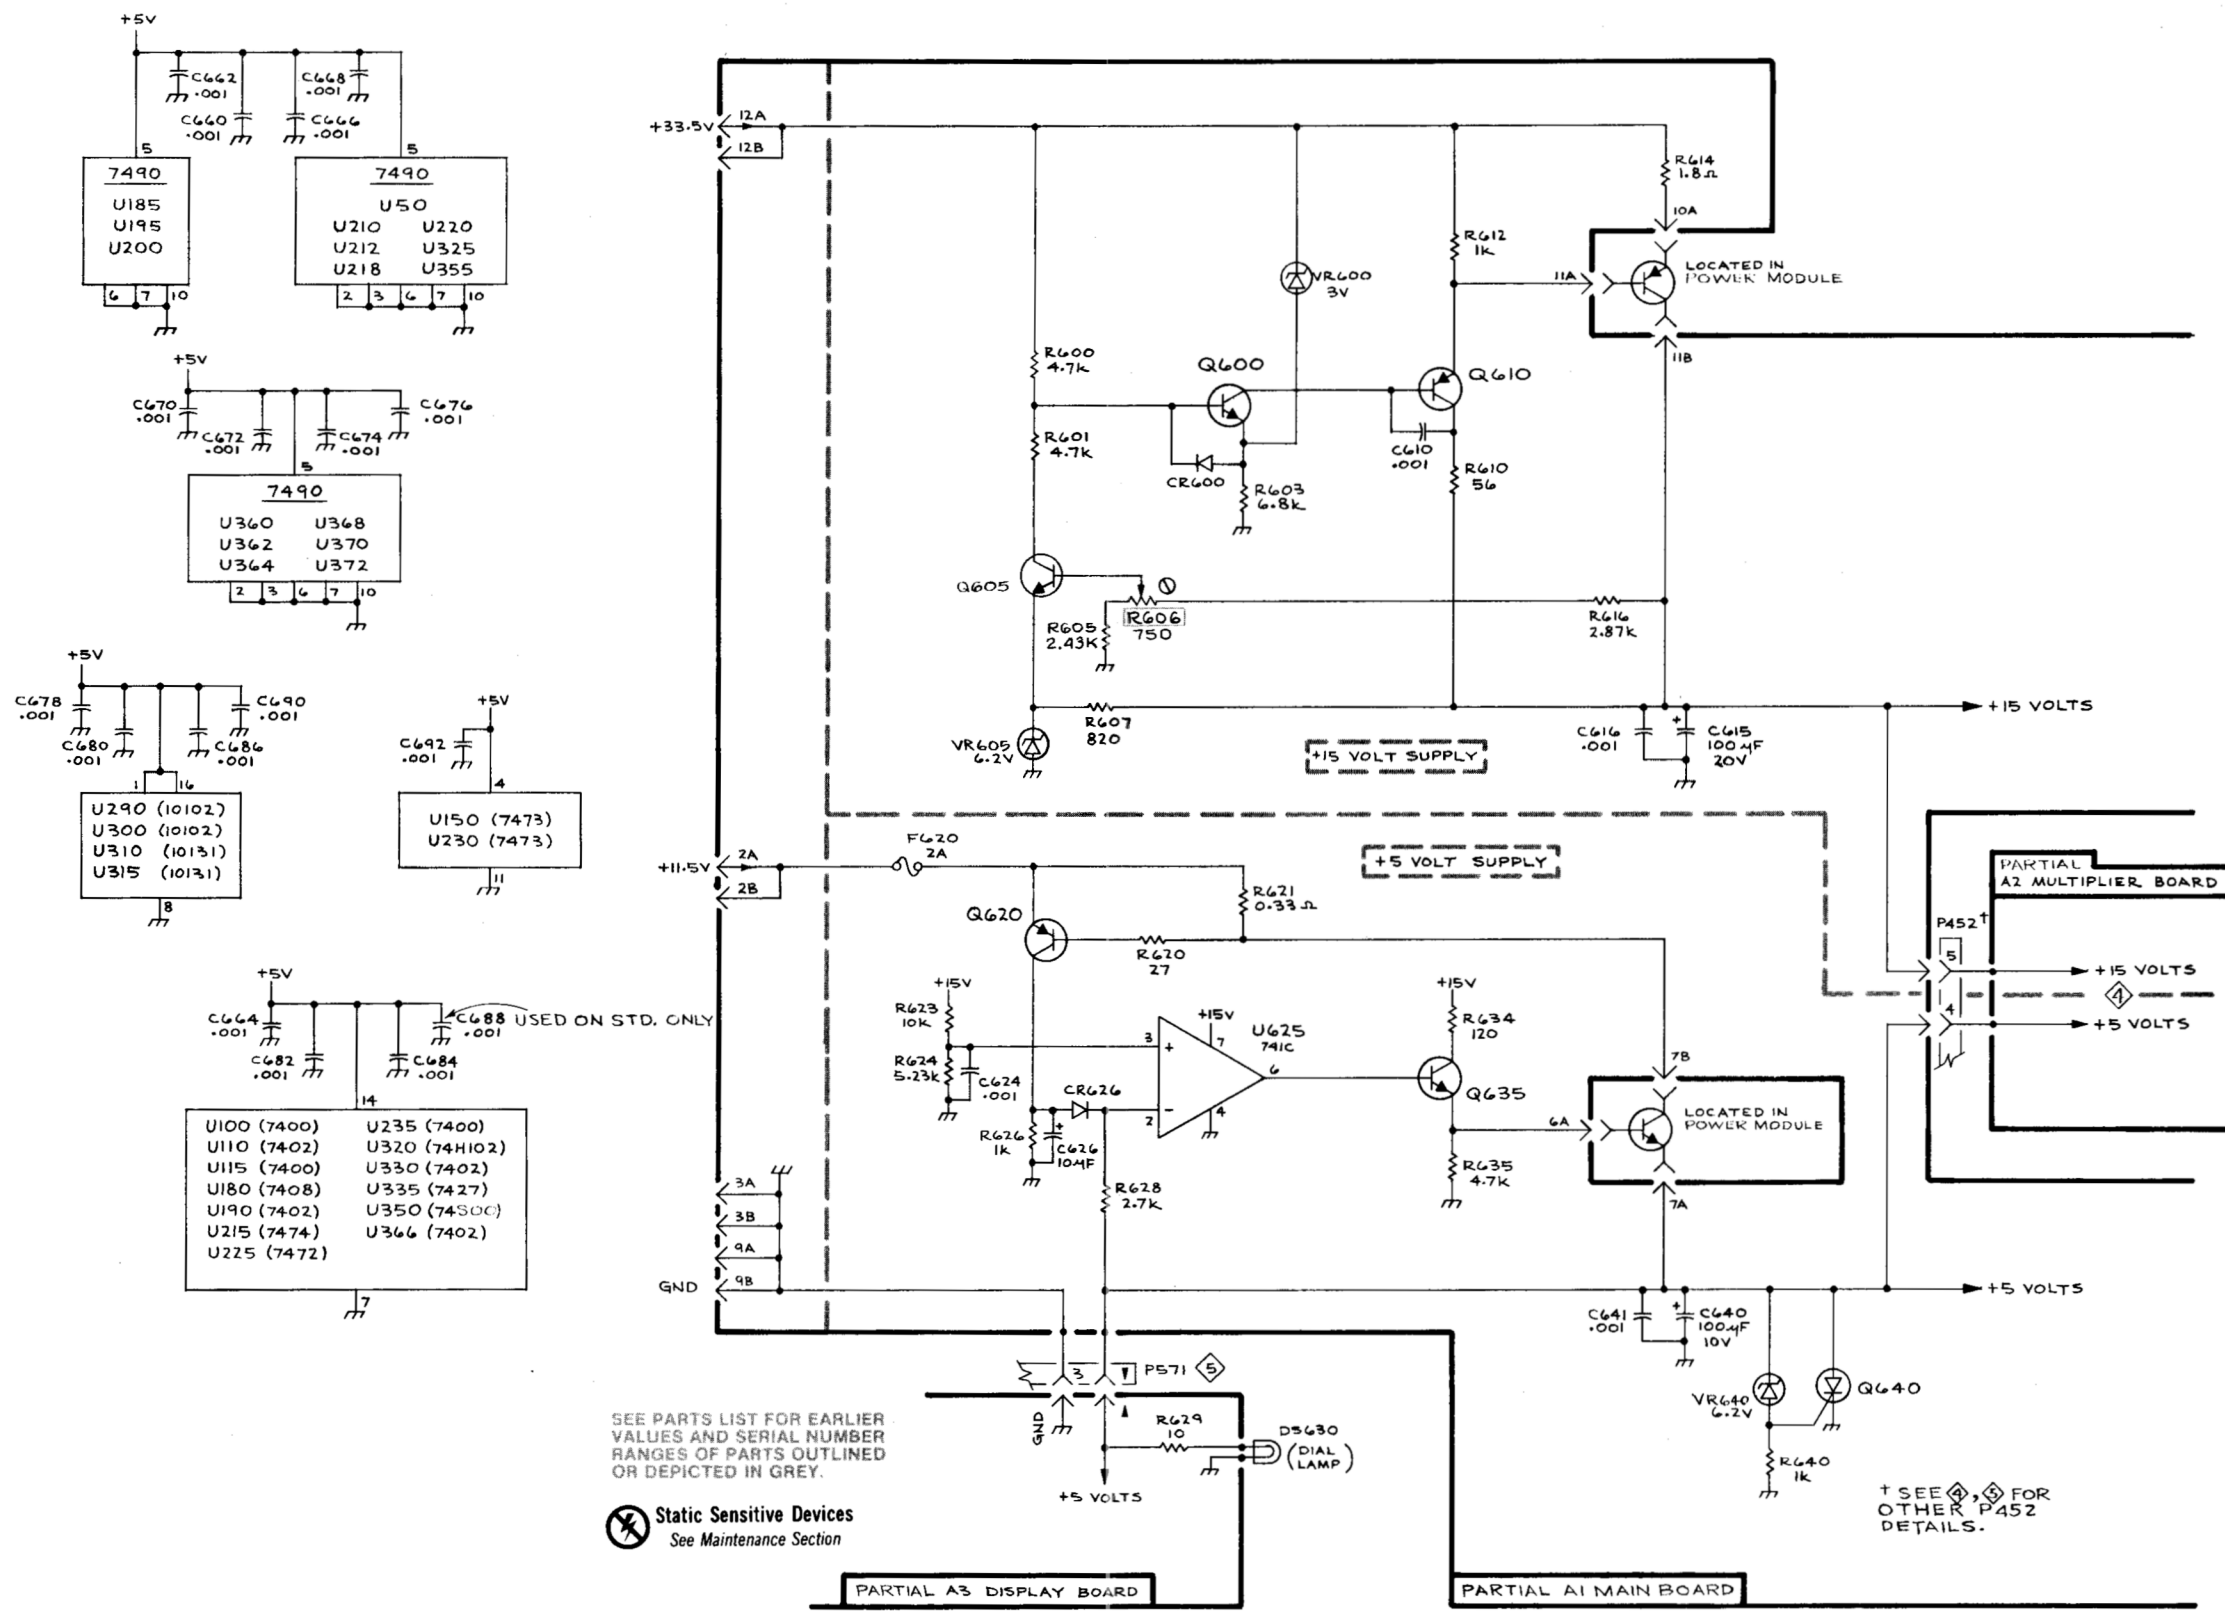 +5V
C662
.001
C668
.001
C660
.001
C666
.001
5
7490
U185
U195
U200
6 7 10
5
7490
U50
U210 U220
U212 U325
U218 U355
2 3 6 7 10
+5V
C670
.001
C672
.001
C674
.001
C676
.001
5
7490
U360 U368
U362 U370
U364 U372
2 3 6 7 10
+5V
C678
.001
C680
.001
C686
.001
C690
.001
1 16
U290 (10102)
U300 (10102)
U310 (10131)
U315 (10131)
8
+5V
C692
.001
4
U150 (7473)
U230 (7473)
11
+5V
C664
.001
C682
.001
C684
.001
C688 USED ON STD. ONLY
.001
14
U100 (7400) U235 (7400)
U110 (7402) U320 (74H102)
U115 (7400) U330 (7402)
U180 (7408) U335 (7427)
U190 (7402) U350 (74S00)
U215 (7474) U366 (7402)
U225 (7472)
7
+33.5V
12A
12B
R614
1.8Ω
10A
R612
1K
11A
LOCATED IN
POWER MODULE
11B
VR600
3V
R600
4.7K
Q600
Q610
R601
4.7K
CR600
R603
6.8K
C610
.001
R610
56
Q605
R605
2.43K
R606
750
R616
2.87K
R607
820
VR605
6.2V
+15 VOLT SUPPLY
C616
.001
+
C615
100µF
20V
+15 VOLTS
+11.5V
2A
2B
F620
2A
+5 VOLT SUPPLY
R621
0.33Ω
Q620
R620
27
+15V
R623
10K
R624
5.23K
C624
.001
CR626
R626
1K
+
C626
10µF
+15V
3
+
7
U625
741C
6
2
-
4
+15V
R634
120
Q635
R635
4.7K
7B
6A
LOCATED IN
POWER MODULE
7A
R628
2.7K
3A
3B
9A
GND
9B
+5 VOLTS
C641
.001
+
C640
100µF
10V
VR640
6.2V
Q640
R640
1K
PARTIAL
A2 MULTIPLIER BOARD
P452†
5
+15 VOLTS
4
4
+5 VOLTS
3
P571 5
GND
R629
10
DS630
(DIAL
LAMP)
+5 VOLTS
SEE PARTS LIST FOR EARLIER
VALUES AND SERIAL NUMBER
RANGES OF PARTS OUTLINED
OR DEPICTED IN GREY.
Static Sensitive Devices
See Maintenance Section
† SEE 4, 5 FOR
OTHER P452
DETAILS.
PARTIAL A3 DISPLAY BOARD
PARTIAL A1 MAIN BOARD